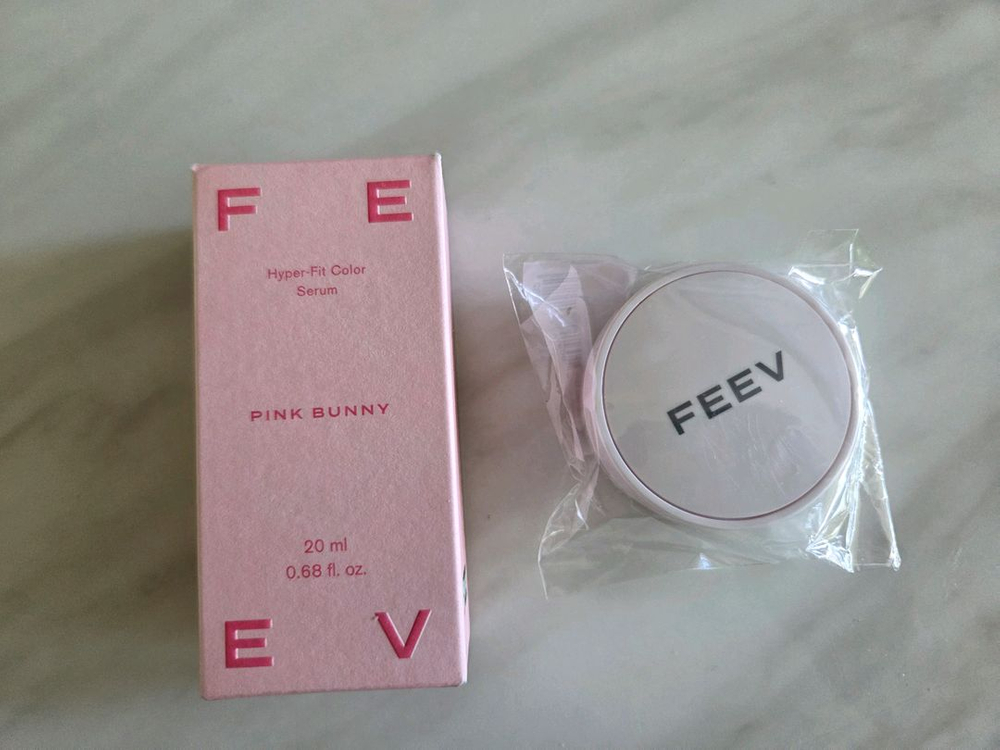 F E
Hyper-Fit Color
Serum
PINK BUNNY
20 ml
0.68 fl. oz.
E V
FEEV